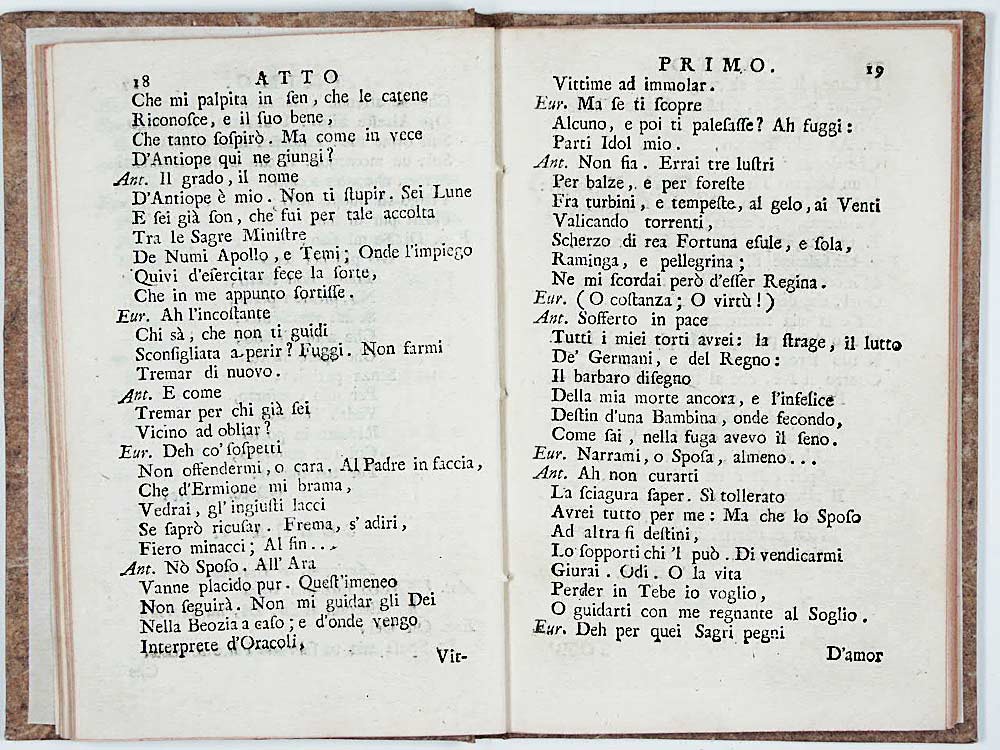 18 ATTO
Che mi palpita in ſen, che le catene
Riconoſce, e il ſuo bene,
Che tanto ſoſpirò. Ma come in vece
D'Antiope qui ne giungi?
Ant. Il grado, il nome
D'Antiope è mio. Non ti ſtupir. Sei Lune
E ſei già ſon, che fui per tale accolta
Tra le Sagre Miniſtre
De Numi Apollo, e Temi; Onde l'impiego
Quivi d'eſercitar fece la ſorte,
Che in me appunto ſortiſſe.
Eur. Ah l'incoſtante
Chi sà, che non ti guidi
Sconſigliata a perir? Fuggi. Non farmi
Tremar di nuovo.
Ant. E come
Tremar per chi già ſei
Vicino ad obliar?
Eur. Deh co' ſoſpetti
Non offendermi, o cara. Al Padre in faccia,
Che d'Ermione mi brama,
Vedrai, gl' ingiuſti lacci
Se ſaprò ricuſar. Frema, s' adiri,
Fiero minacci; Al fin...
Ant. Nò Spoſo. All' Ara
Vanne placido pur. Queſt'imeneo
Non ſeguirà. Non mi guidar gli Dei
Nella Beozia a caſo; e d'onde vengo
Interprete d'Oracoli,
Vit-
PRIMO. 19
Vittime ad immolar.
Eur. Ma ſe ti ſcopre
Alcuno, e poi ti paleſaſſe? Ah fuggi:
Parti Idol mio.
Ant. Non ſia. Errai tre luſtri
Per balze, e per foreſte
Fra turbini, e tempeſte, al gelo, ai Venti
Valicando torrenti,
Scherzo di rea Fortuna eſule, e ſola,
Raminga, e pellegrina;
Ne mi ſcordai però d'eſſer Regina.
Eur. (O coſtanza; O virtù!)
Ant. Sofferto in pace
Tutti i miei torti avrei: la ſtrage, il lutto
De' Germani, e del Regno:
Il barbaro diſegno
Della mia morte ancora, e l'infelice
Deſtin d'una Bambina, onde fecondo,
Come ſai, nella fuga avevo il ſeno.
Eur. Narrami, o Spoſa, almeno...
Ant. Ah non curarti
La ſciagura ſaper. Sì tollerato
Avrei tutto per me: Ma che lo Spoſo
Ad altra ſi deſtini,
Lo ſopporti chi 'l può. Di vendicarmi
Giurai. Odi. O la vita
Perder in Tebe io voglio,
O guidarti con me regnante al Soglio.
Eur. Deh per quei Sagri pegni
D'amor